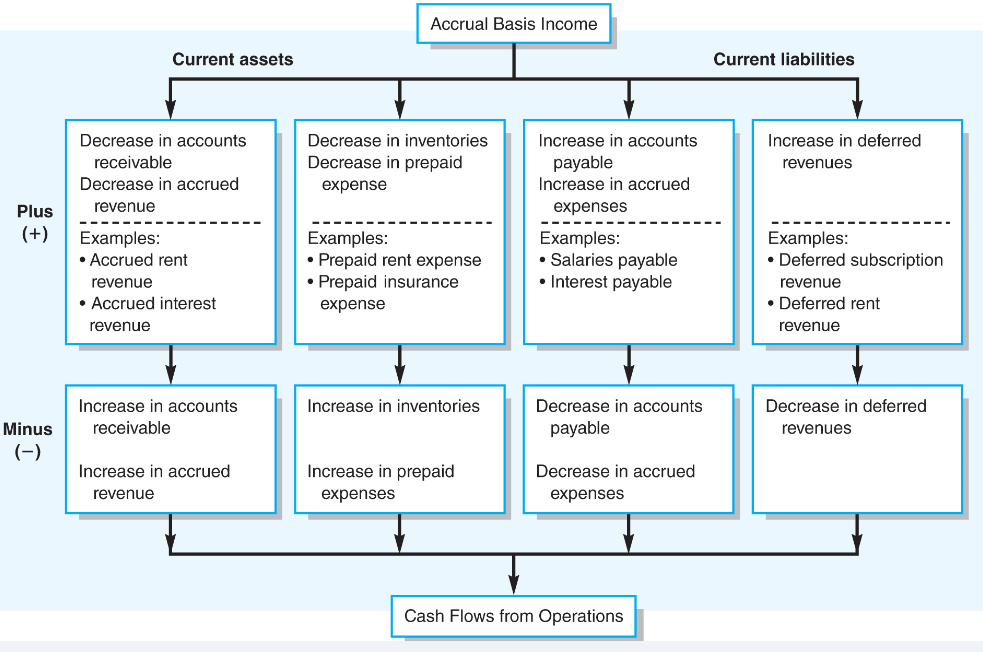 Accrual Basis Income
Current assets
Current liabilities
Plus
(+)
Decrease in accounts
receivable
Decrease in accrued
revenue
Examples:
• Accrued rent
revenue
• Accrued interest
revenue
Decrease in inventories
Decrease in prepaid
expense
Examples:
• Prepaid rent expense
• Prepaid insurance
expense
Increase in accounts
payable
Increase in accrued
expenses
Examples:
• Salaries payable
• Interest payable
Increase in deferred
revenues
Examples:
• Deferred subscription
revenue
• Deferred rent
revenue
Minus
(−)
Increase in accounts
receivable
Increase in accrued
revenue
Increase in inventories
Increase in prepaid
expenses
Decrease in accounts
payable
Decrease in accrued
expenses
Decrease in deferred
revenues
Cash Flows from Operations